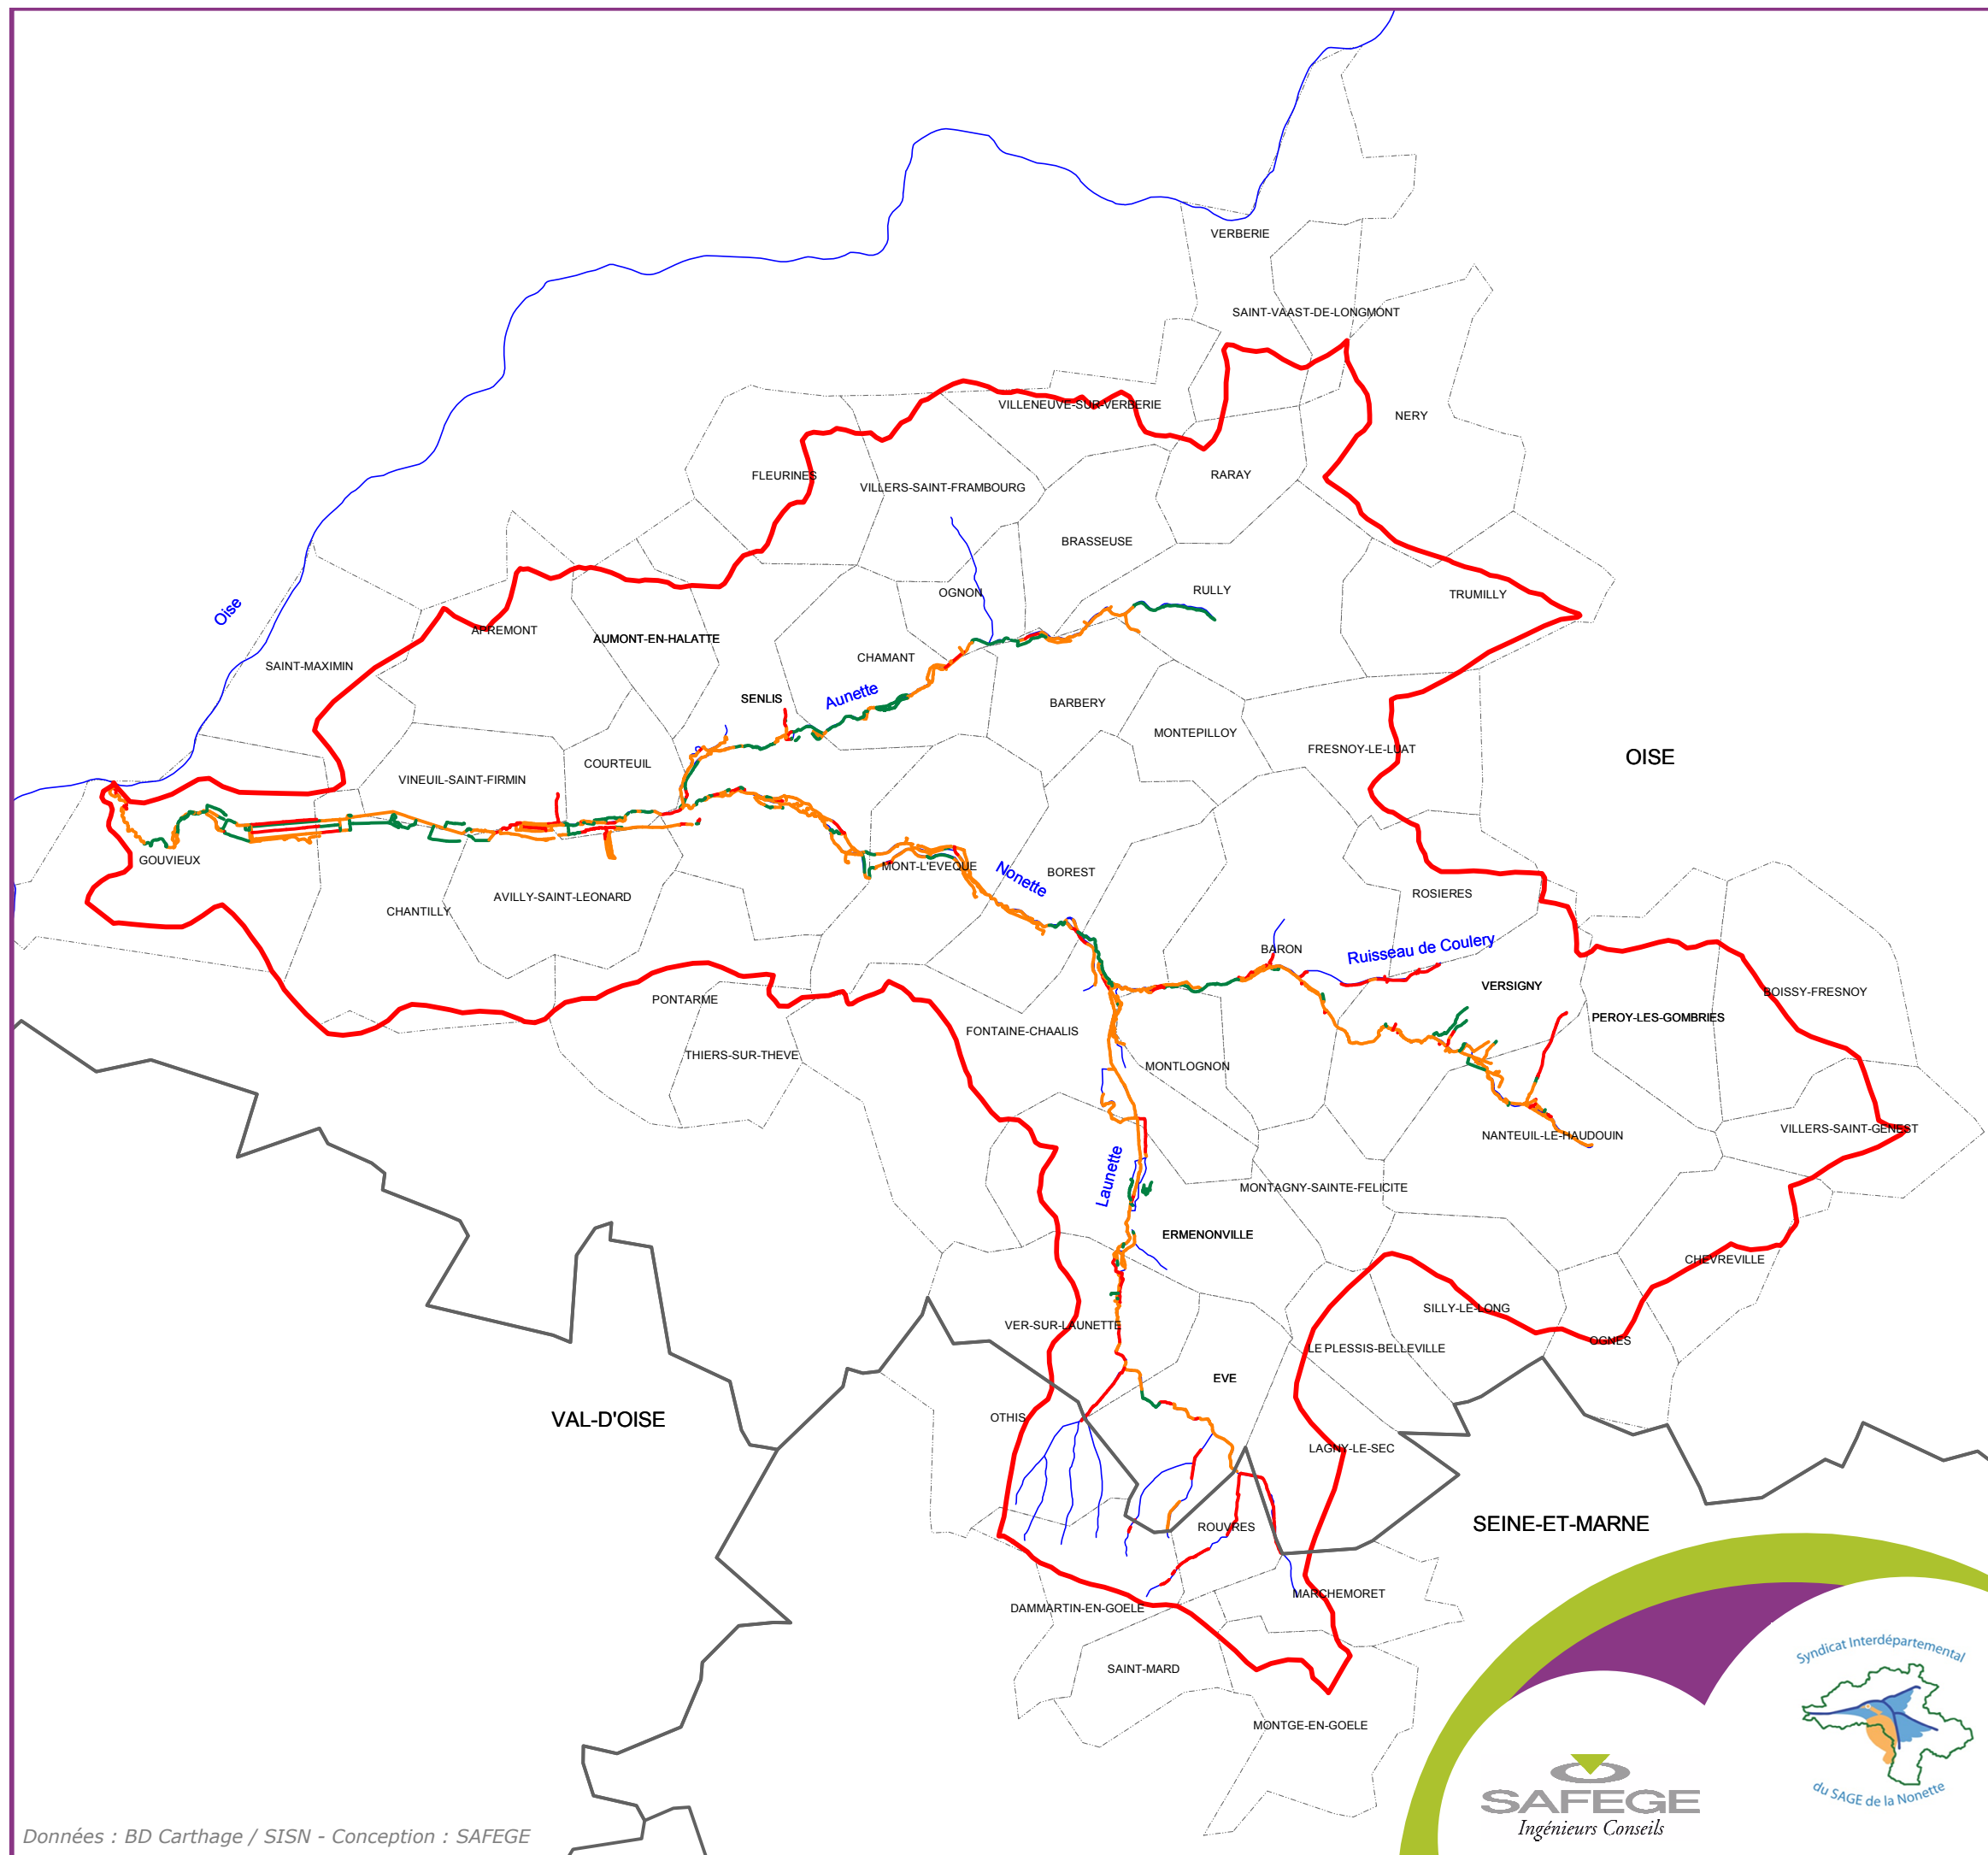 VERBERIE
SAINT-VAAST-DE-LONGMONT
VILLENEUVE-SUR-VERBERIE
NERY
FLEURINES
VILLERS-SAINT-FRAMBOURG
RARAY
BRASSEUSE
OGNON
RULLY
TRUMILLY
Oise
APREMONT
AUMONT-EN-HALATTE
SAINT-MAXIMIN
CHAMANT
SENLIS
Aunette
BARBERY
MONTEPILLOY
FRESNOY-LE-LUAT
OISE
COURTEUIL
VINEUIL-SAINT-FIRMIN
GOUVIEUX
MONT-L'EVEQUE
Nonette
BOREST
ROSIERES
AVILLY-SAINT-LEONARD
CHANTILLY
BARON
Ruisseau de Coulery
VERSIGNY
BOISSY-FRESNOY
PONTARME
PEROY-LES-GOMBRIES
FONTAINE-CHAALIS
THIERS-SUR-THEVE
MONTLOGNON
VILLERS-SAINT-GENEST
NANTEUIL-LE-HAUDOUIN
Launette
MONTAGNY-SAINTE-FELICITE
ERMENONVILLE
CHEVREVILLE
SILLY-LE-LONG
VER-SUR-LAUNETTE
OGNES
LE PLESSIS-BELLEVILLE
EVE
VAL-D'OISE
OTHIS
LAGNY-LE-SEC
ROUVRES
SEINE-ET-MARNE
MARCHEMORET
DAMMARTIN-EN-GOELE
SAINT-MARD
MONTGE-EN-GOELE
Syndicat Interdépartemental
du SAGE de la Nonette
SAFEGE
Ingénieurs Conseils
Données : BD Carthage / SISN - Conception : SAFEGE